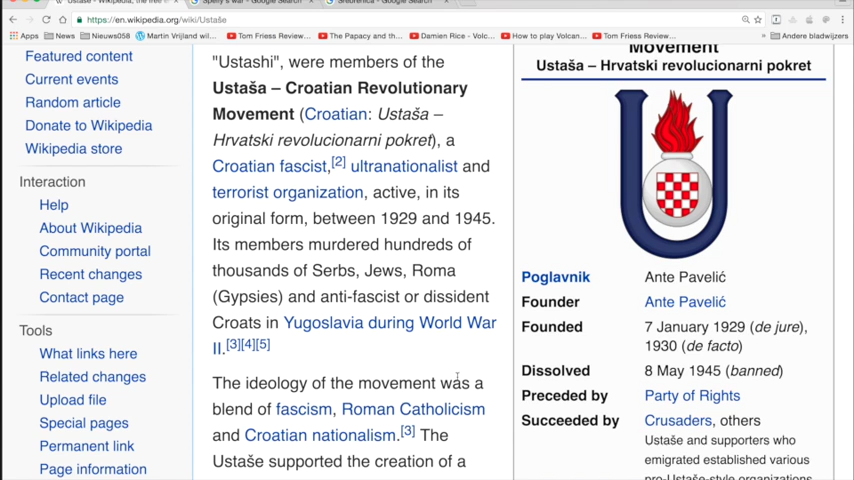 Ustaše - Wikipedia, the free e
Spelly's war - Google Search
Srebrenica - Google Search
https://en.wikipedia.org/wiki/Ustaše
Apps
News
Nieuws058
Martin Vrijland wil...
Tom Friess Review...
The Papacy and th...
Damien Rice - Volc...
How to play Volcan...
Tom Friess Review...
Andere bladwijzers
Featured content
Current events
Random article
Donate to Wikipedia
Wikipedia store
Interaction
Help
About Wikipedia
Community portal
Recent changes
Contact page
Tools
What links here
Related changes
Upload file
Special pages
Permanent link
Page information
"Ustashi", were members of the
Ustaša – Croatian Revolutionary
Movement (Croatian: Ustaša –
Hrvatski revolucionarni pokret), a
Croatian fascist,[2] ultranationalist and
terrorist organization, active, in its
original form, between 1929 and 1945.
Its members murdered hundreds of
thousands of Serbs, Jews, Roma
(Gypsies) and anti-fascist or dissident
Croats in Yugoslavia during World War
II.[3][4][5]
The ideology of the movement was a
blend of fascism, Roman Catholicism
and Croatian nationalism.[3] The
Ustaše supported the creation of a
Movement
Ustaša – Hrvatski revolucionarni pokret
Poglavnik Ante Pavelić
Founder Ante Pavelić
Founded 7 January 1929 (de jure),
1930 (de facto)
Dissolved 8 May 1945 (banned)
Preceded by Party of Rights
Succeeded by Crusaders, others
Ustaše and supporters who
emigrated established various
pro-Ustaše-style organizations